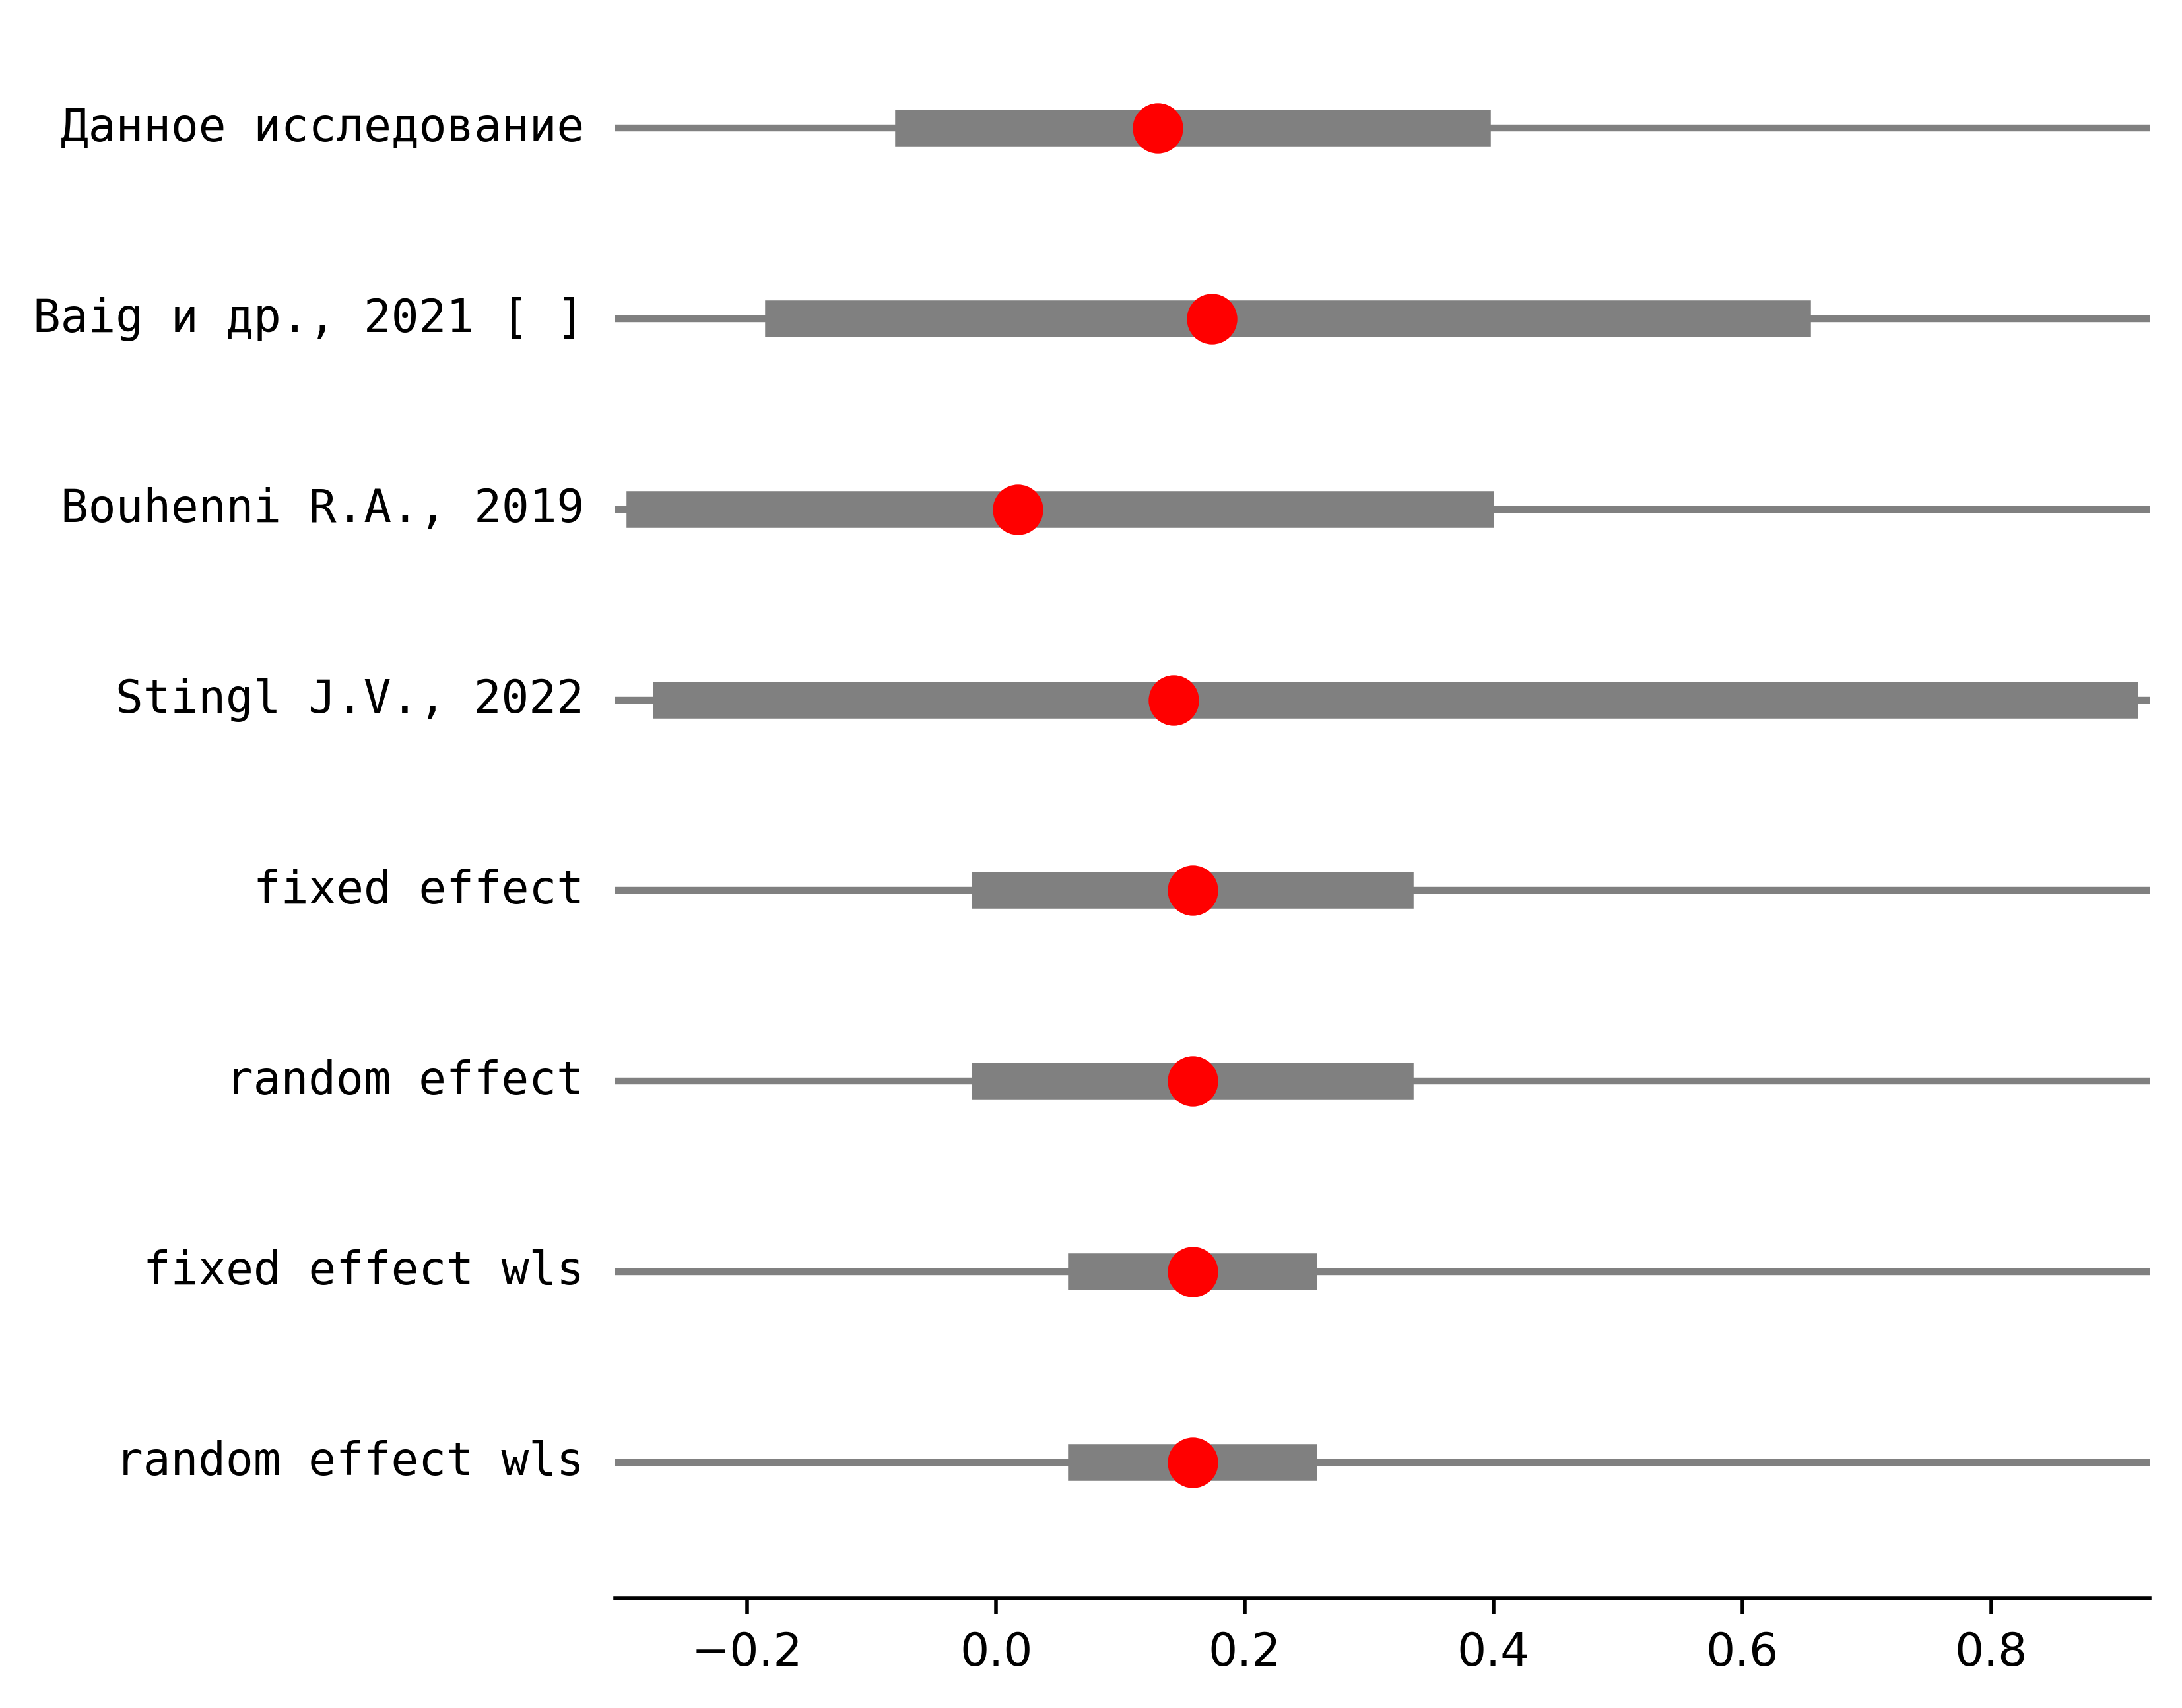 Данное исследование
Baig и др., 2021 [ ]
Bouhenni R.A., 2019
Stingl J.V., 2022
fixed effect
random effect
fixed effect wls
random effect wls
−0.2 0.0 0.2 0.4 0.6 0.8